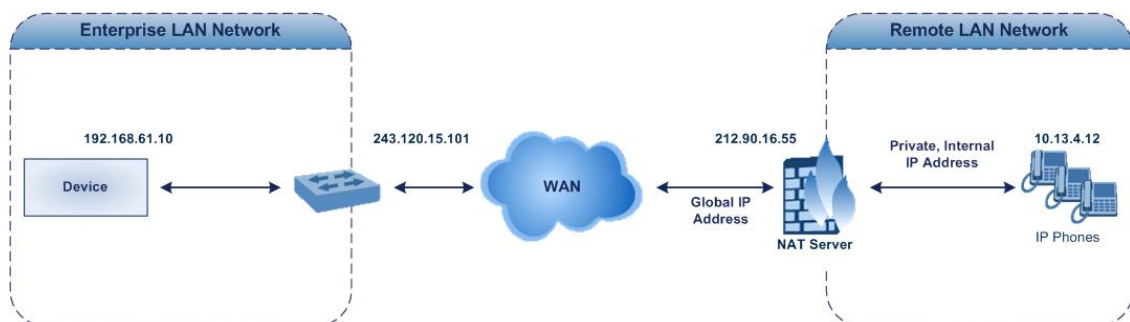 Enterprise LAN Network
Remote LAN Network
192.168.61.10
243.120.15.101
212.90.16.55
Private, Internal
IP Address
10.13.4.12
Device
WAN
Global IP
Address
NAT Server
IP Phones